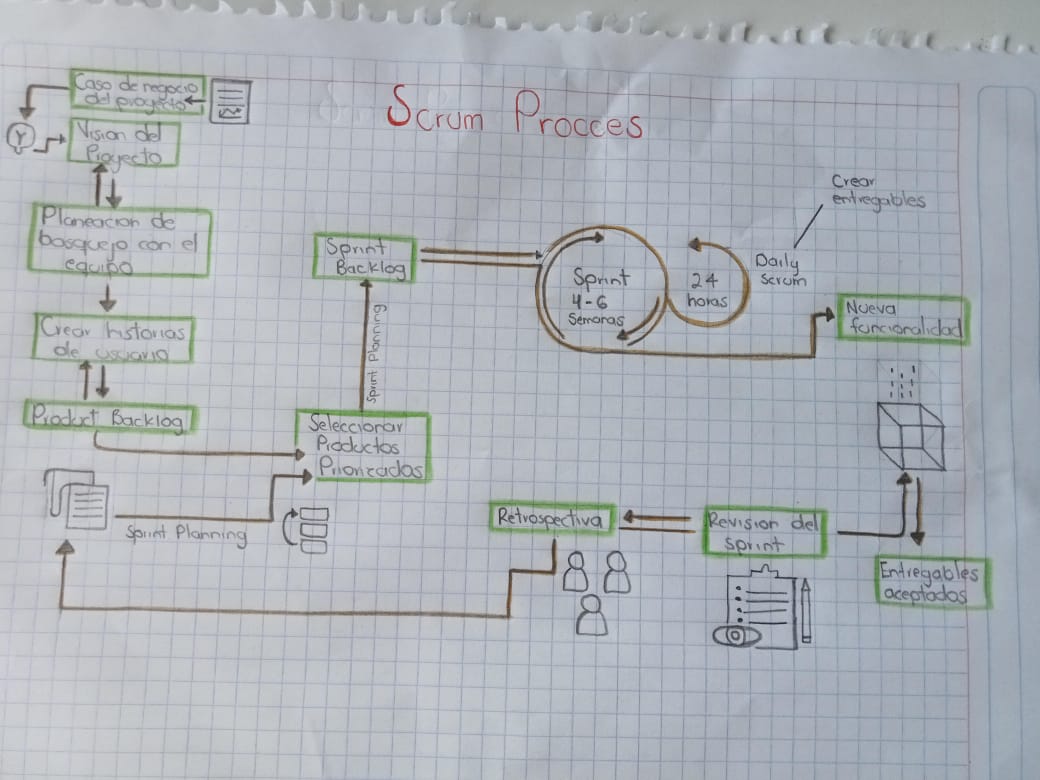 Scrum Procces
Caso de negocio
del proyecto
Vision del
Proyecto
Planeacion de
bosquejo con el
equipo
Crear historias
de usuario
Product Backlog
Sprint Planning
Seleccionar
Productos
Priorizados
Sprint Planning
Sprint
Backlog
Sprint
4-6
Semanas
24
horas
Daily
scrum
Crear
entregables
Nueva
funcionalidad
Entregables
aceptados
Revision del
sprint
Retrospectiva